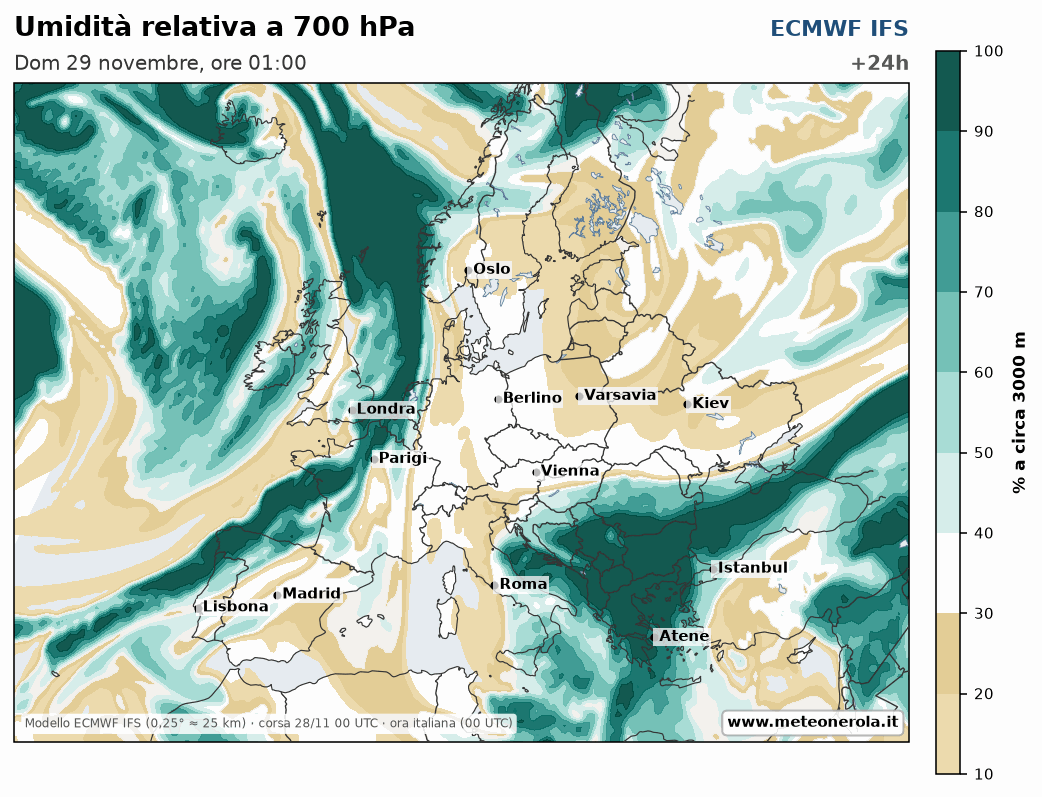 Umidità relativa a 700 hPa
ECMWF IFS
Dom 29 novembre, ore 01:00
+24h
100
90
80
70
60
50
40
30
20
10
% a circa 3000 m
Oslo
Berlino
Varsavia
Kiev
Londra
Parigi
Vienna
Istanbul
Roma
Madrid
Lisbona
Atene
Modello ECMWF IFS (0,25° ≈ 25 km) · corsa 28/11 00 UTC · ora italiana (00 UTC)
www.meteonerola.it